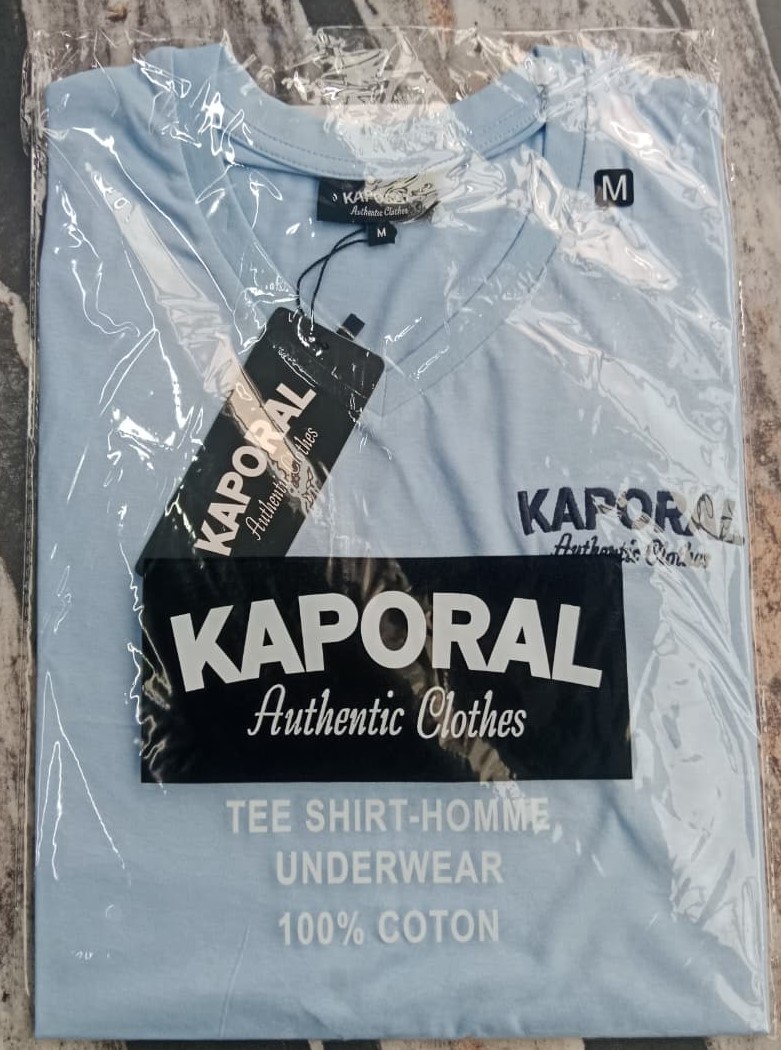 KAPORAL
Authentic Clothes
M
M
KAPORAL
Authentic Clothes
KAPORAL
Authentic Clothes
KAPORAL
Authentic Clothes
TEE SHIRT-HOMME
UNDERWEAR
100% COTON